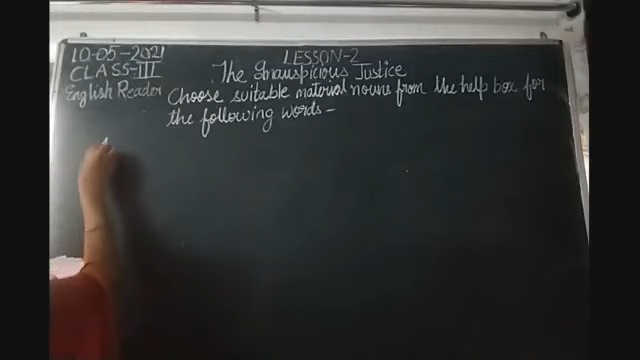 10-05-2021
LESSON-2
CLASS-III
The Inauspicious Justice
English Reader
Choose suitable material nouns from the help box for
the following words-